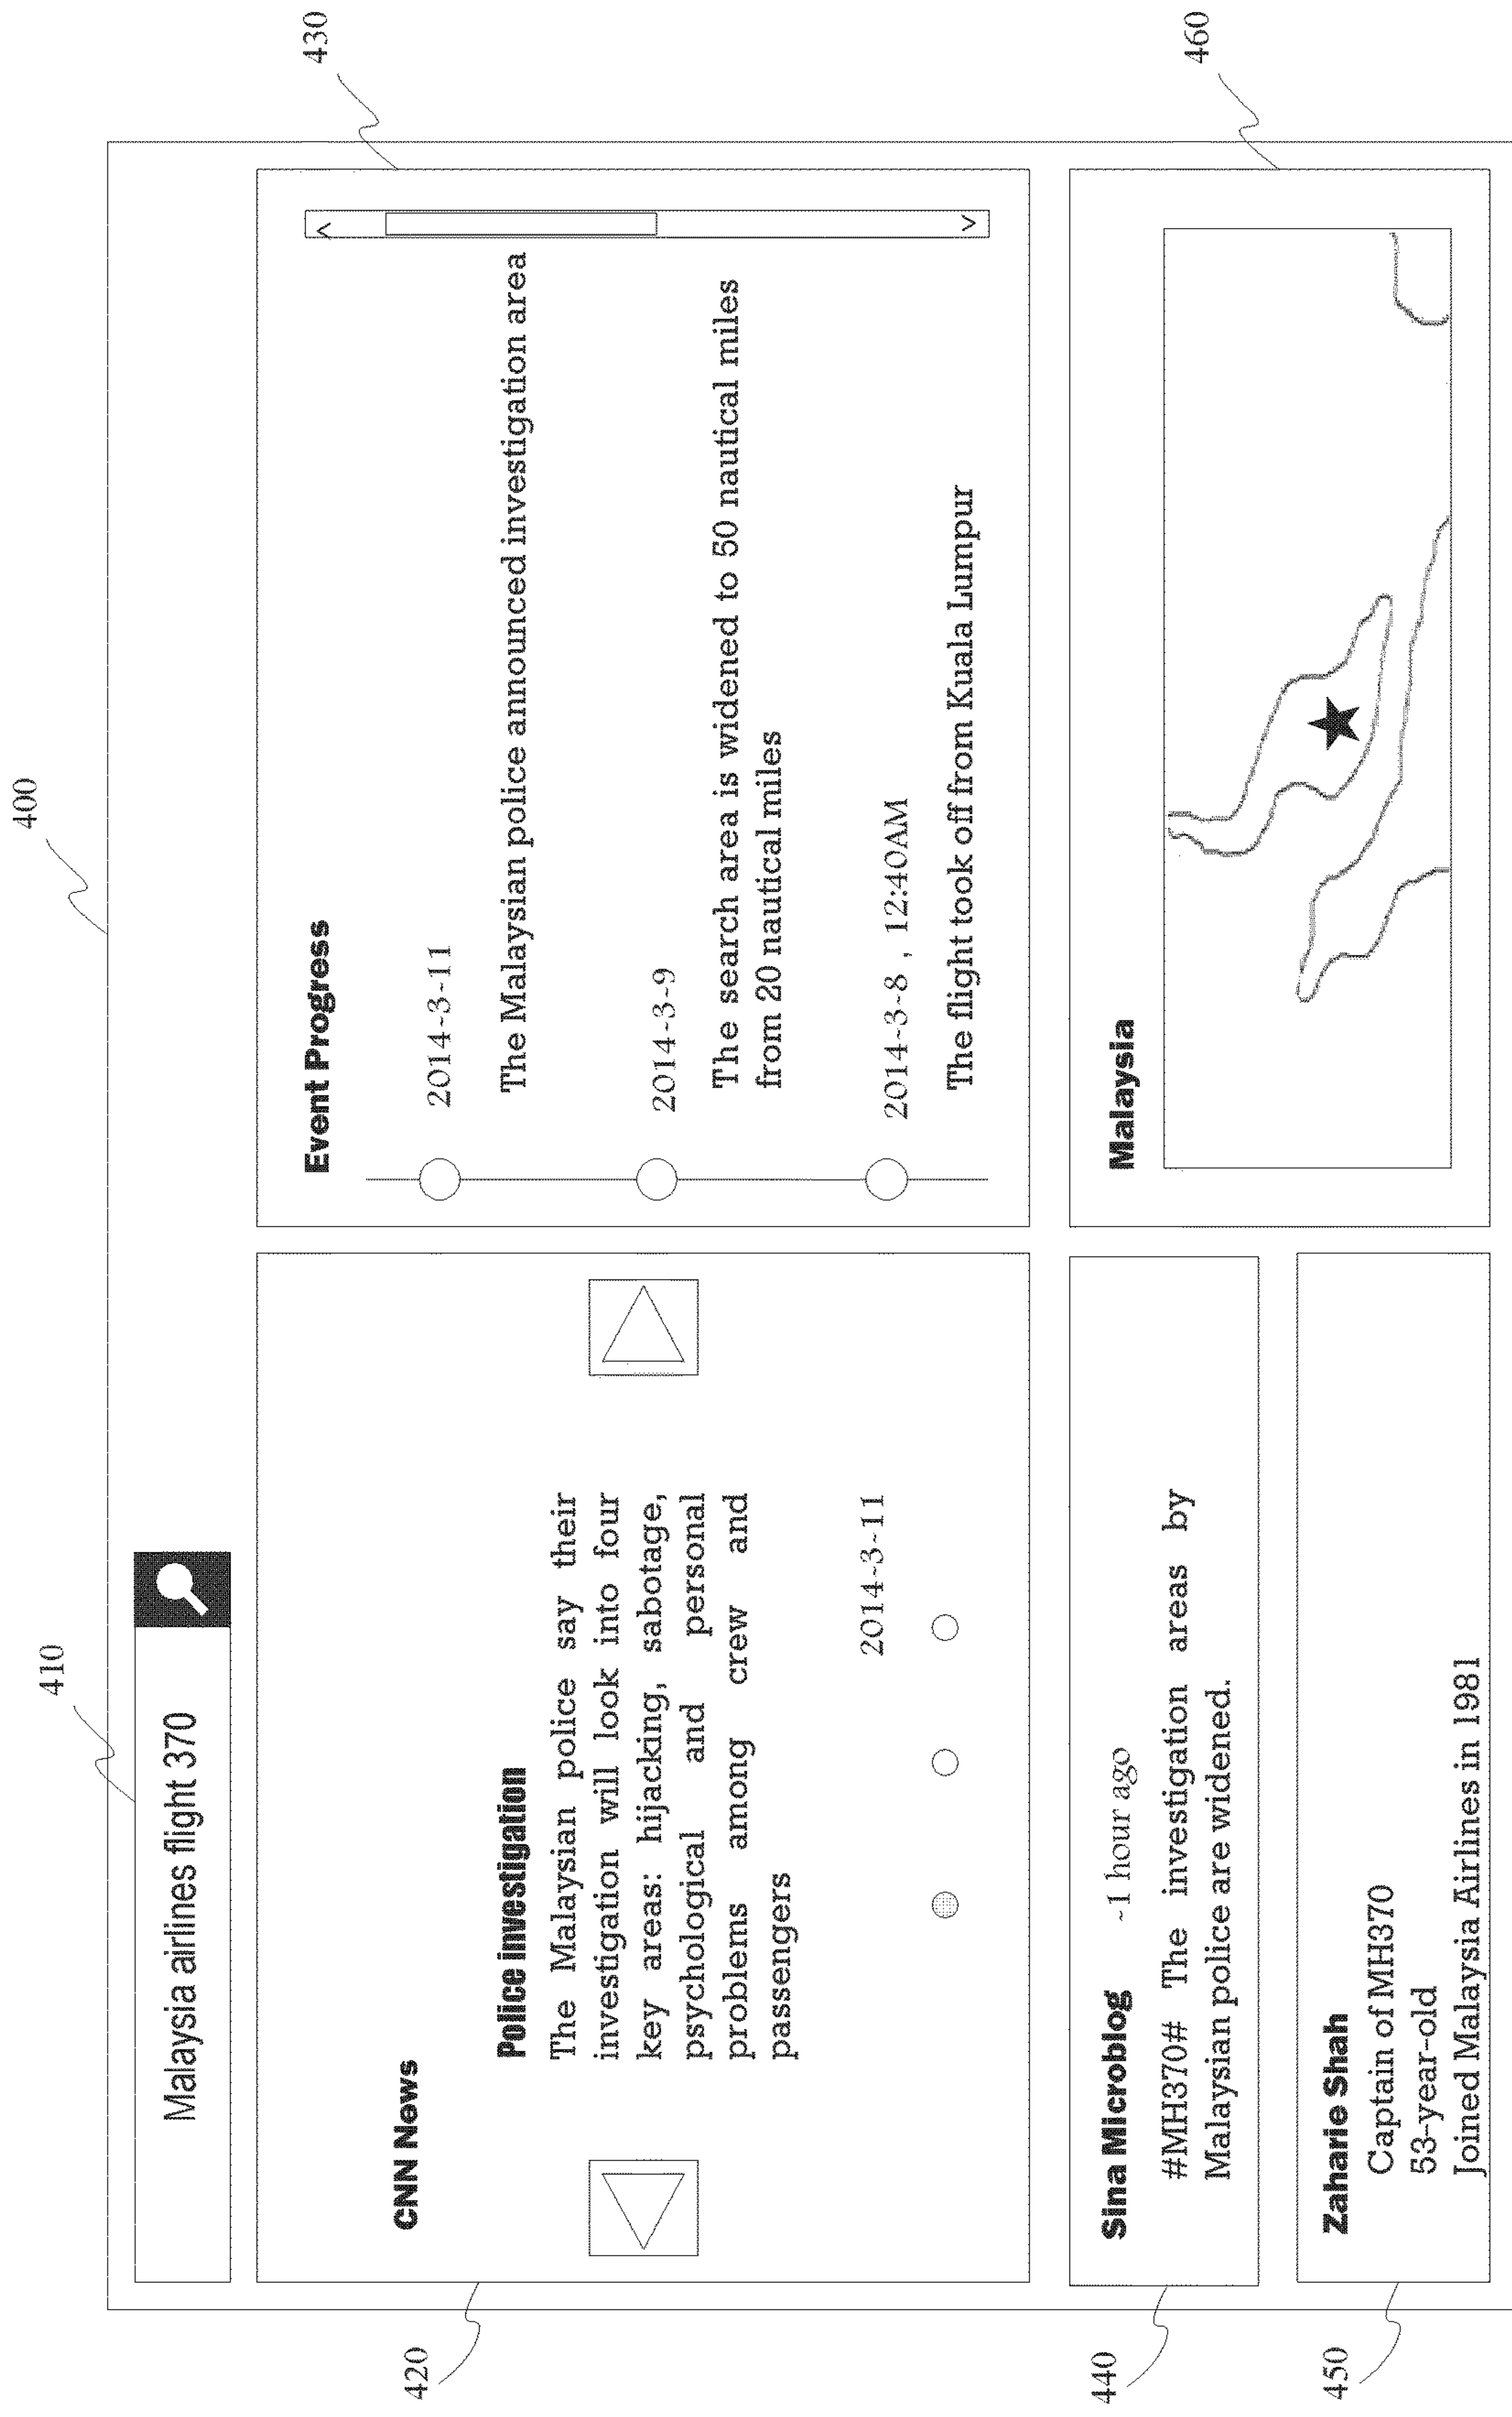 400
410
Malaysia airlines flight 370
420
CNN News
Police investigation
The Malaysian police say their
investigation will look into four
key areas: hijacking, sabotage,
psychological and personal
problems among crew and
passengers
2014-3-11
430
Event Progress
2014-3-11
The Malaysian police announced investigation area
2014-3-9
The search area is widened to 50 nautical miles
from 20 nautical miles
2014-3-8 , 12:40AM
The flight took off from Kuala Lumpur
440
Sina Microblog ~1 hour ago
#MH370# The investigation areas by
Malaysian police are widened.
450
Zaharie Shah
Captain of MH370
53-year-old
Joined Malaysia Airlines in 1981
460
Malaysia